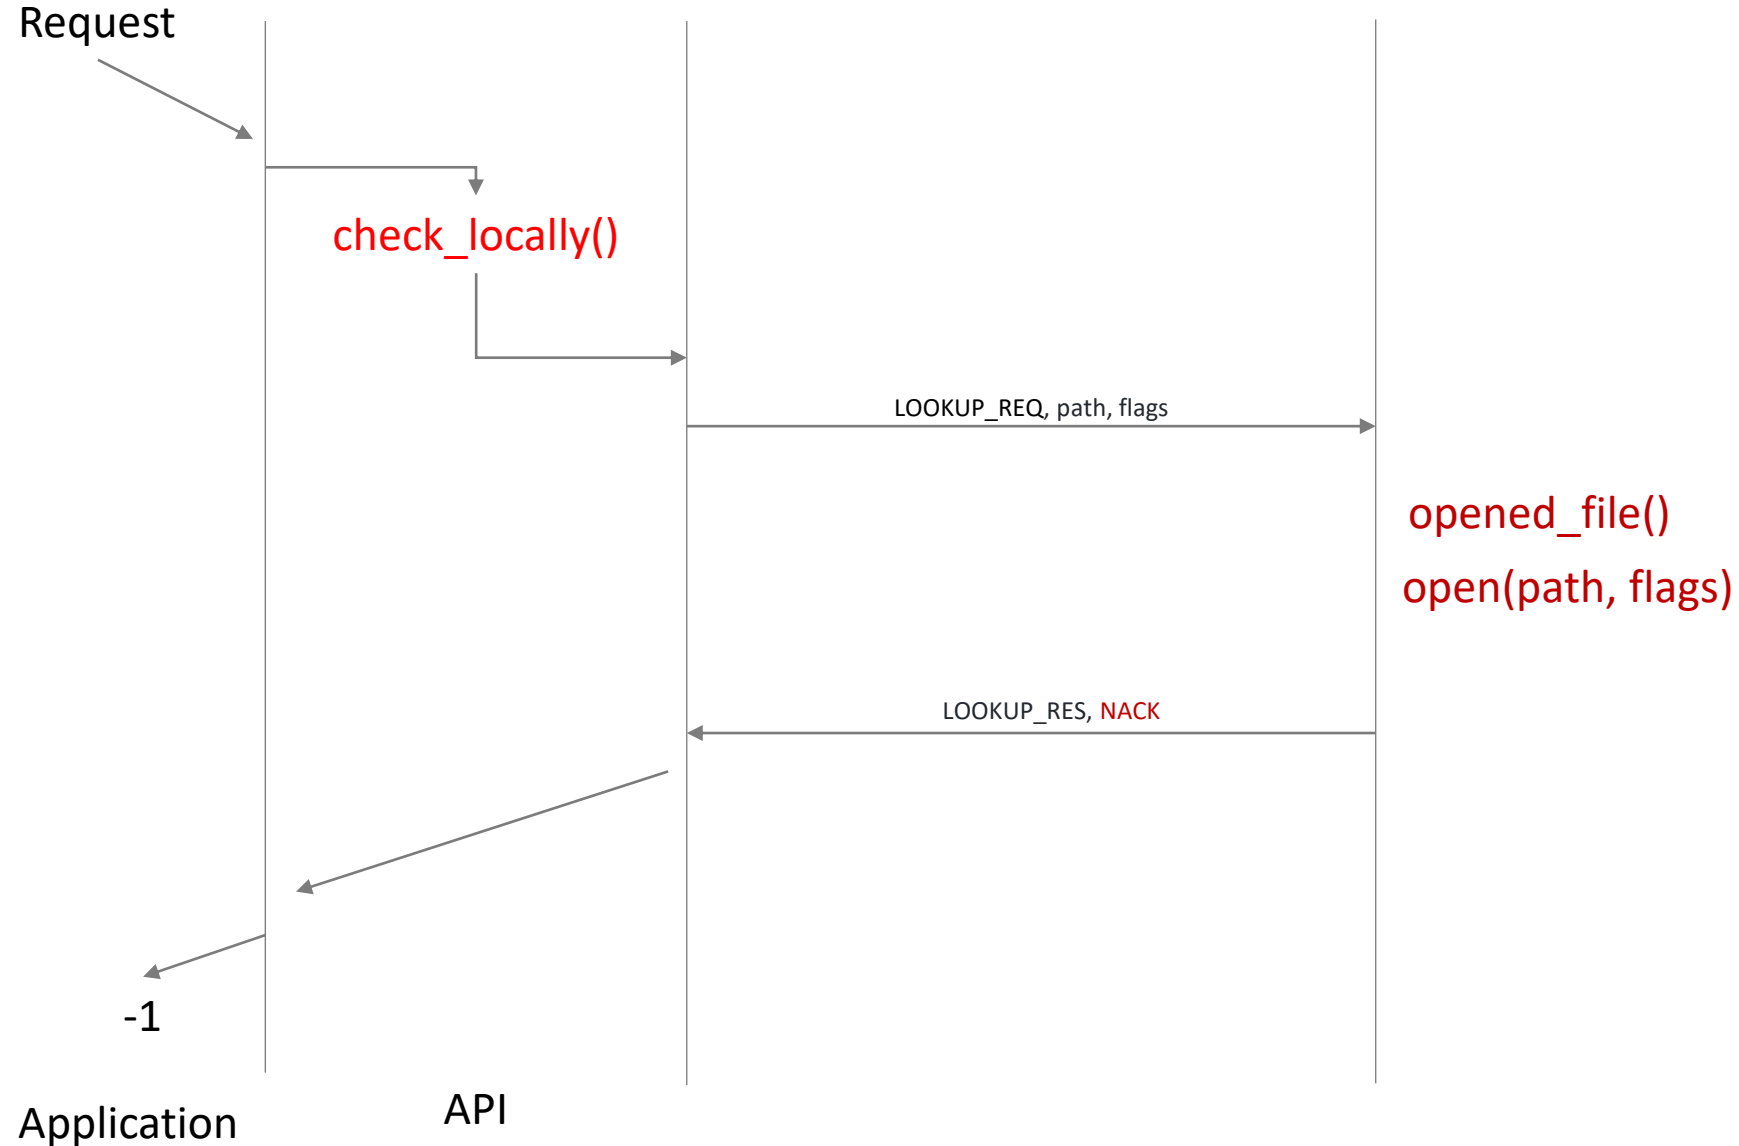 Request
check_locally()
LOOKUP_REQ, path, flags
opened_file()
open(path, flags)
LOOKUP_RES, NACK
-1
Application
API